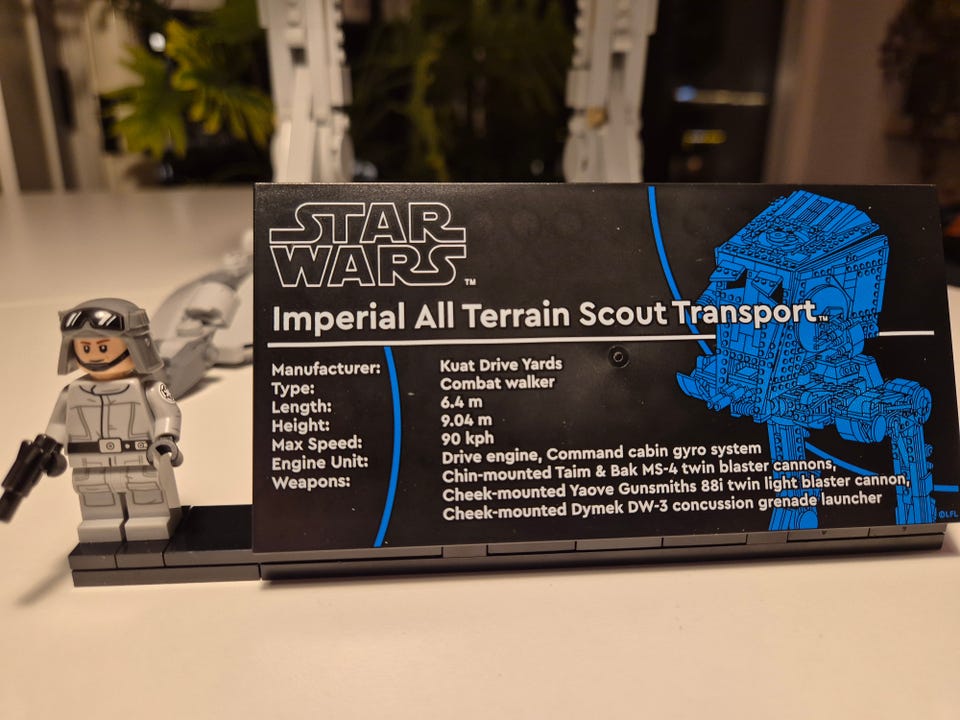 STAR
WARS™
Imperial All Terrain Scout Transport™
Manufacturer: Kuat Drive Yards
Type: Combat walker
Length: 6.4 m
Height: 9.04 m
Max Speed: 90 kph
Engine Unit: Drive engine, Command cabin gyro system
Weapons: Chin-mounted Taim & Bak MS-4 twin blaster cannons,
Cheek-mounted Yaove Gunsmiths 88i twin light blaster cannon,
Cheek-mounted Dymek DW-3 concussion grenade launcher
©LFL